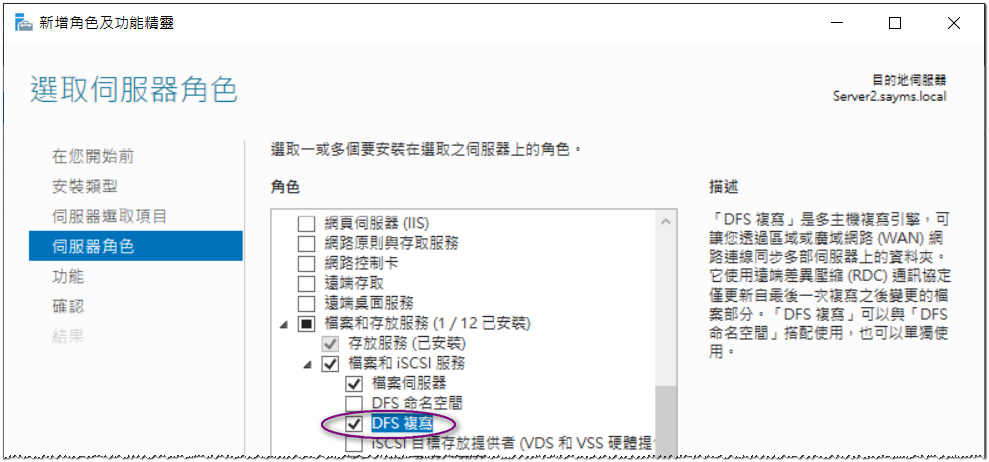 新增角色及功能精靈
選取伺服器角色
目的地伺服器
Server2.sayms.local
在您開始前
安裝類型
伺服器選取項目
伺服器角色
功能
確認
結果
選取一或多個要安裝在選取之伺服器上的角色。
角色
網頁伺服器 (IIS)
網路原則與存取服務
網路控制卡
遠端存取
遠端桌面服務
檔案和存放服務 (1 / 12 已安裝)
存放服務 (已安裝)
檔案和 iSCSI 服務
檔案伺服器
DFS 命名空間
DFS 複寫
iSCSI 目標存放提供者 (VDS 和 VSS 硬體提
描述
「DFS 複寫」是多主機複寫引擎，可
讓您透過區域或廣域網路 (WAN) 網
路連線同步多部伺服器上的資料夾。
它使用遠端差異壓縮 (RDC) 通訊協定
僅更新自最後一次複寫之後變更的檔
案部分。「DFS 複寫」可以與「DFS
命名空間」搭配使用，也可以單獨使
用。